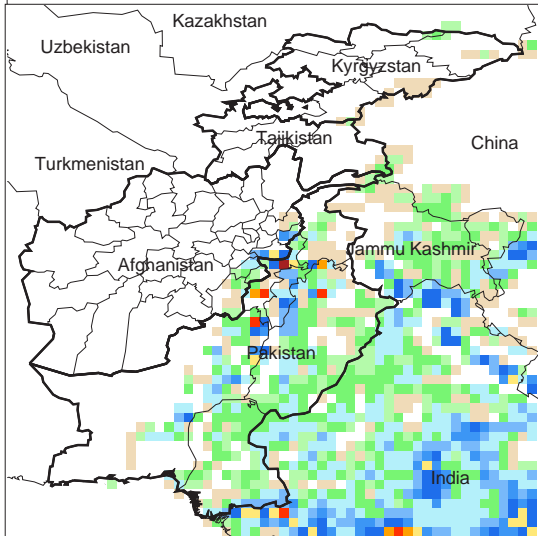 Kazakhstan
Uzbekistan
Kyrgyzstan
Tajikistan
China
Turkmenistan
Jammu Kashmir
Afghanistan
Pakistan
India